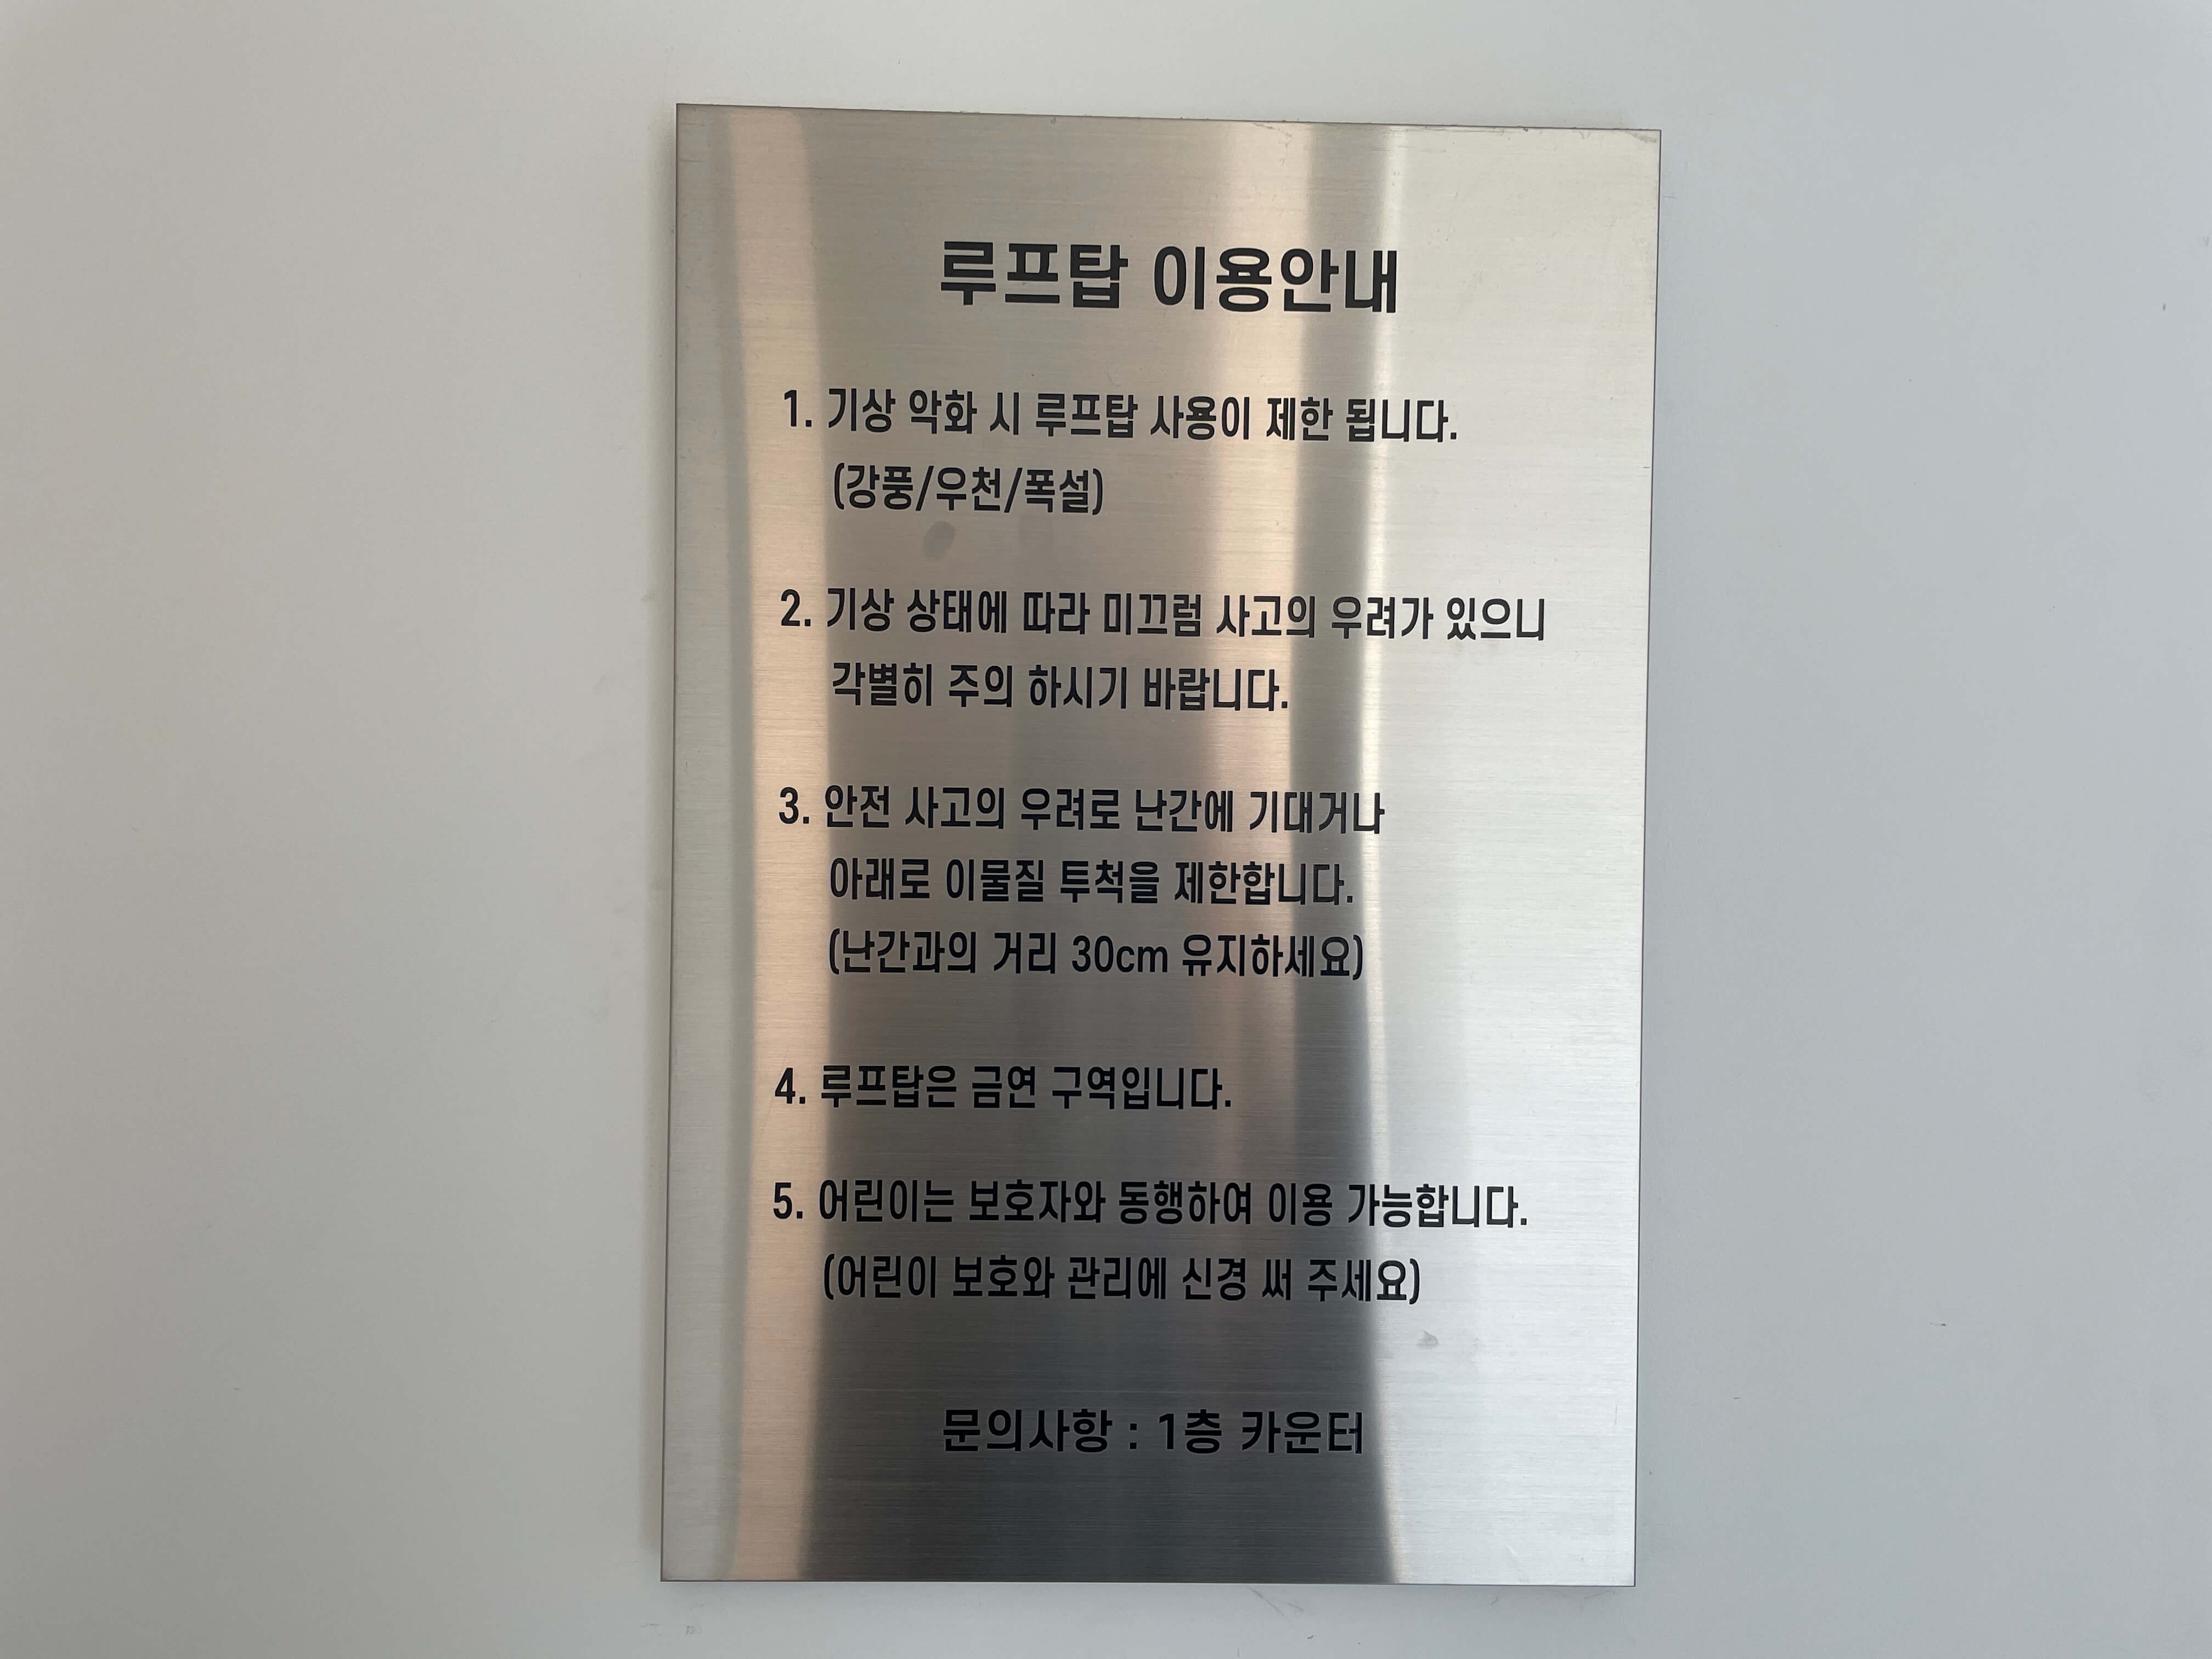 루프탑 이용안내
1. 기상 악화 시 루프탑 사용이 제한 됩니다.
(강풍/우천/폭설)
2. 기상 상태에 따라 미끄럼 사고의 우려가 있으니
각별히 주의 하시기 바랍니다.
3. 안전 사고의 우려로 난간에 기대거나
아래로 이물질 투척을 제한합니다.
(난간과의 거리 30cm 유지하세요)
4. 루프탑은 금연 구역입니다.
5. 어린이는 보호자와 동행하여 이용 가능합니다.
(어린이 보호와 관리에 신경 써 주세요)
문의사항 : 1층 카운터